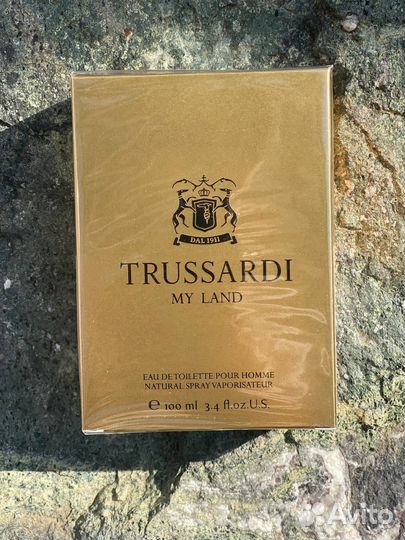 DAL 1911
TRUSSARDI
MY LAND
EAU DE TOILETTE POUR HOMME
NATURAL SPRAY VAPORISATEUR
℮ 100 ml 3.4 fl.oz.U.S.
Avito